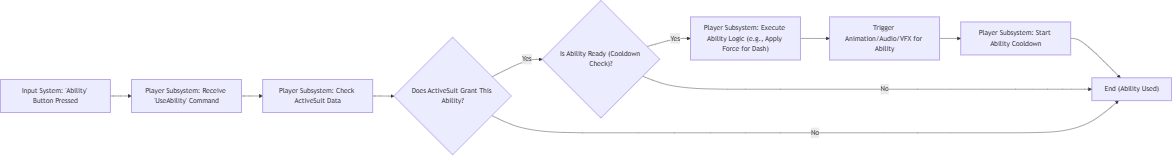 Input System: 'Ability'
Button Pressed
Player Subsystem: Receive
'UseAbility' Command
Player Subsystem: Check
ActiveSuit Data
Does ActiveSuit Grant This
Ability?
Yes
Is Ability Ready (Cooldown
Check)?
Yes
Player Subsystem: Execute
Ability Logic (e.g., Apply
Force for Dash)
Trigger
Animation/Audio/VFX for
Ability
Player Subsystem: Start
Ability Cooldown
No
No
End (Ability Used)